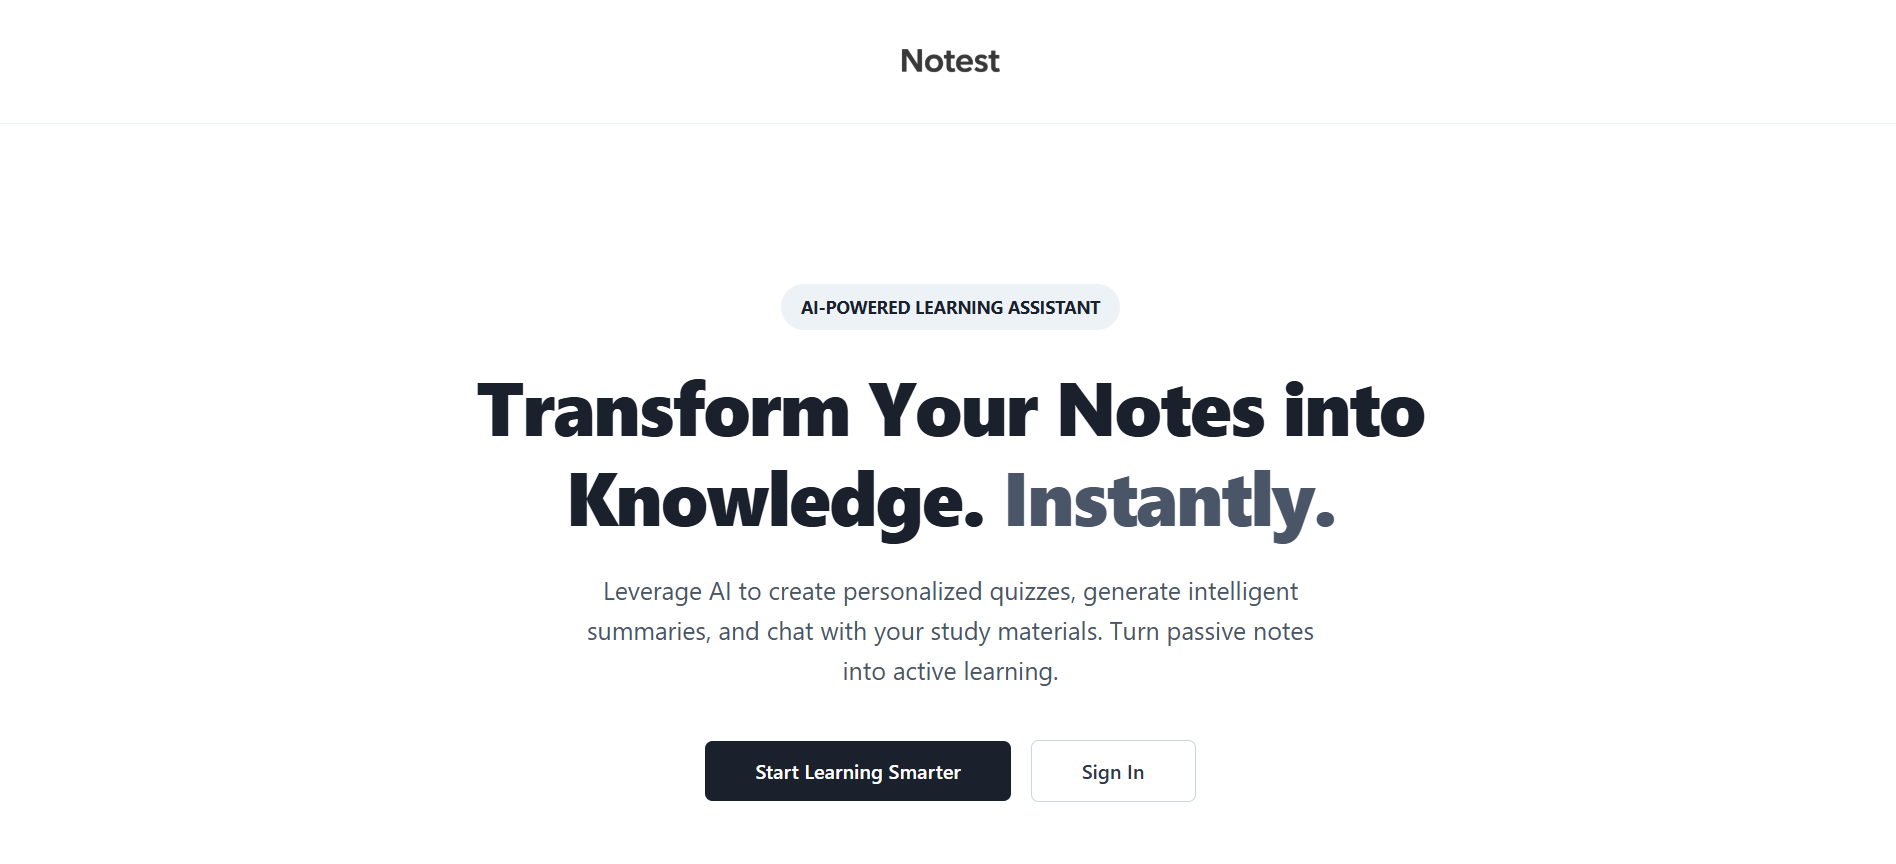 Notest
AI-POWERED LEARNING ASSISTANT
Transform Your Notes into
Knowledge. Instantly.
Leverage AI to create personalized quizzes, generate intelligent
summaries, and chat with your study materials. Turn passive notes
into active learning.
Start Learning Smarter
Sign In